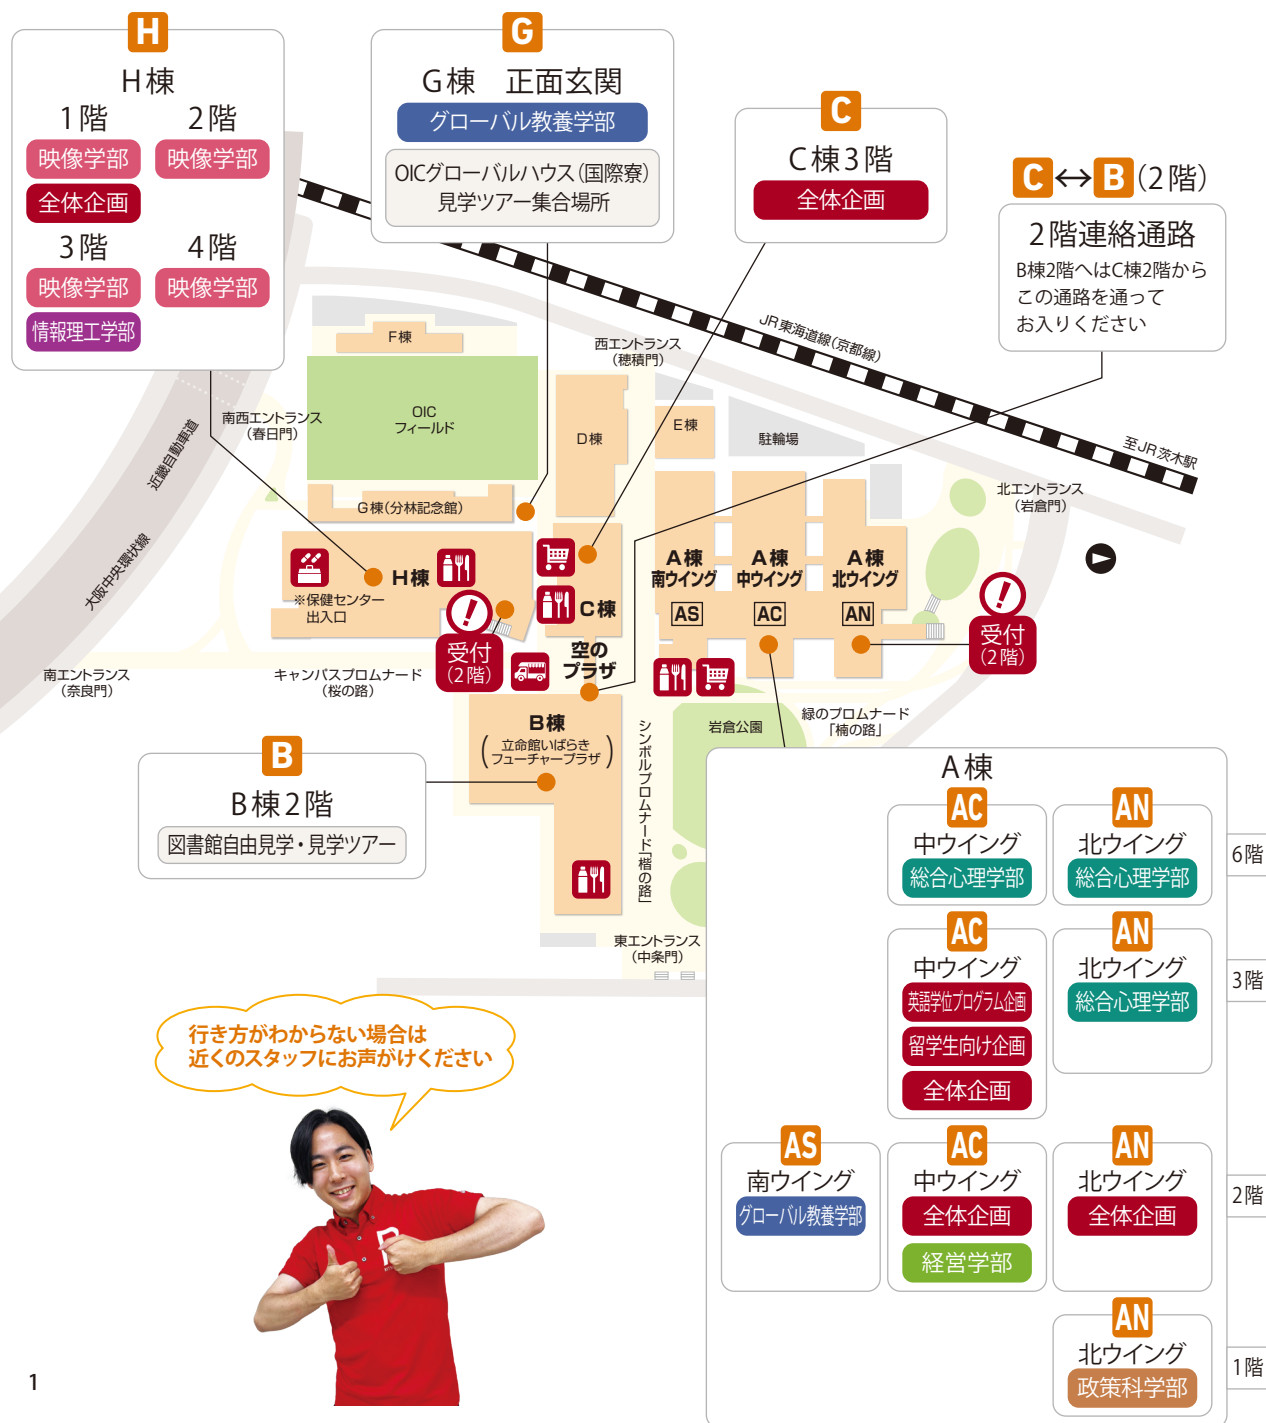 H
H棟
1階
映像学部
全体企画
2階
映像学部
3階
映像学部
情報理工学部
4階
映像学部
G
G棟　正面玄関
グローバル教養学部
OICグローバルハウス(国際寮)
見学ツアー集合場所
C
C棟3階
全体企画
C↔B(2階)
2階連絡通路
B棟2階へはC棟2階から
この通路を通って
お入りください
JR東海道線(京都線)
至JR茨木駅
F棟
西エントランス
(穂積門)
南西エントランス
(春日門)
OIC
フィールド
D棟
E棟
駐輪場
近畿自動車道
大阪中央環状線
北エントランス
(岩倉門)
G棟(分林記念館)
H棟
※保健センター
出入口
C棟
A棟
南ウイング
AS
A棟
中ウイング
AC
A棟
北ウイング
AN
!
受付
(2階)
!
受付
(2階)
空の
プラザ
南エントランス
(奈良門)
キャンパスプロムナード
(桜の路)
B棟
(立命館いばらき
フューチャープラザ)
シンボルプロムナード「楷の路」
岩倉公園
緑のプロムナード
「楠の路」
B
B棟2階
図書館自由見学・見学ツアー
東エントランス
(中条門)
A棟
AC
中ウイング
総合心理学部
AN
北ウイング
総合心理学部
6階
AC
中ウイング
英語学位プログラム企画
留学生向け企画
全体企画
AN
北ウイング
総合心理学部
3階
AS
南ウイング
グローバル教養学部
AC
中ウイング
全体企画
経営学部
AN
北ウイング
全体企画
2階
AN
北ウイング
政策科学部
1階
行き方がわからない場合は
近くのスタッフにお声がけください
R
1